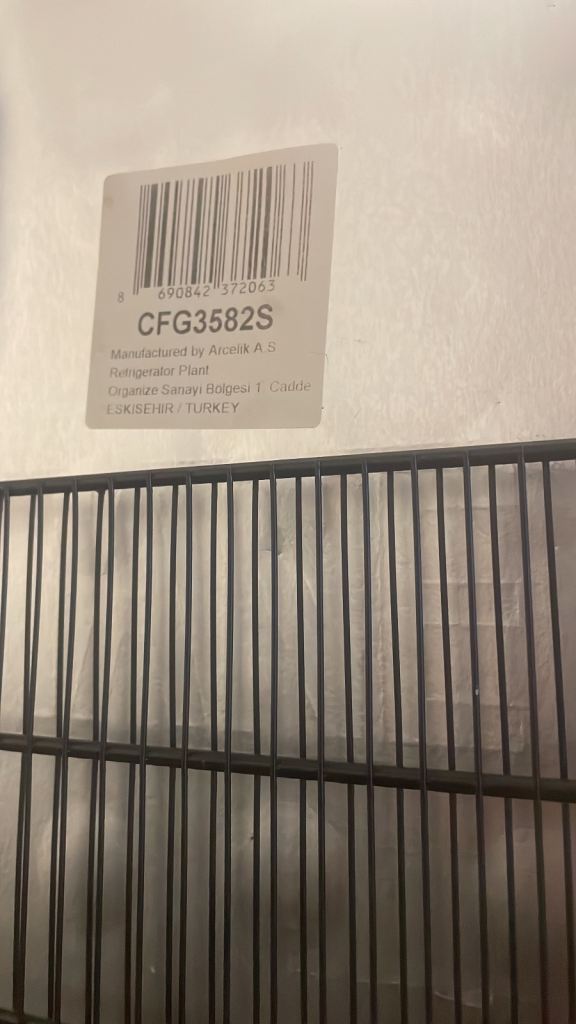 8 690842 372063
CFG3582S
Manufactured by Arcelik A.S
Refrigerator Plant
Organize Sanayi Bölgesi 1. Cadde
ESKISEHIR / TURKEY